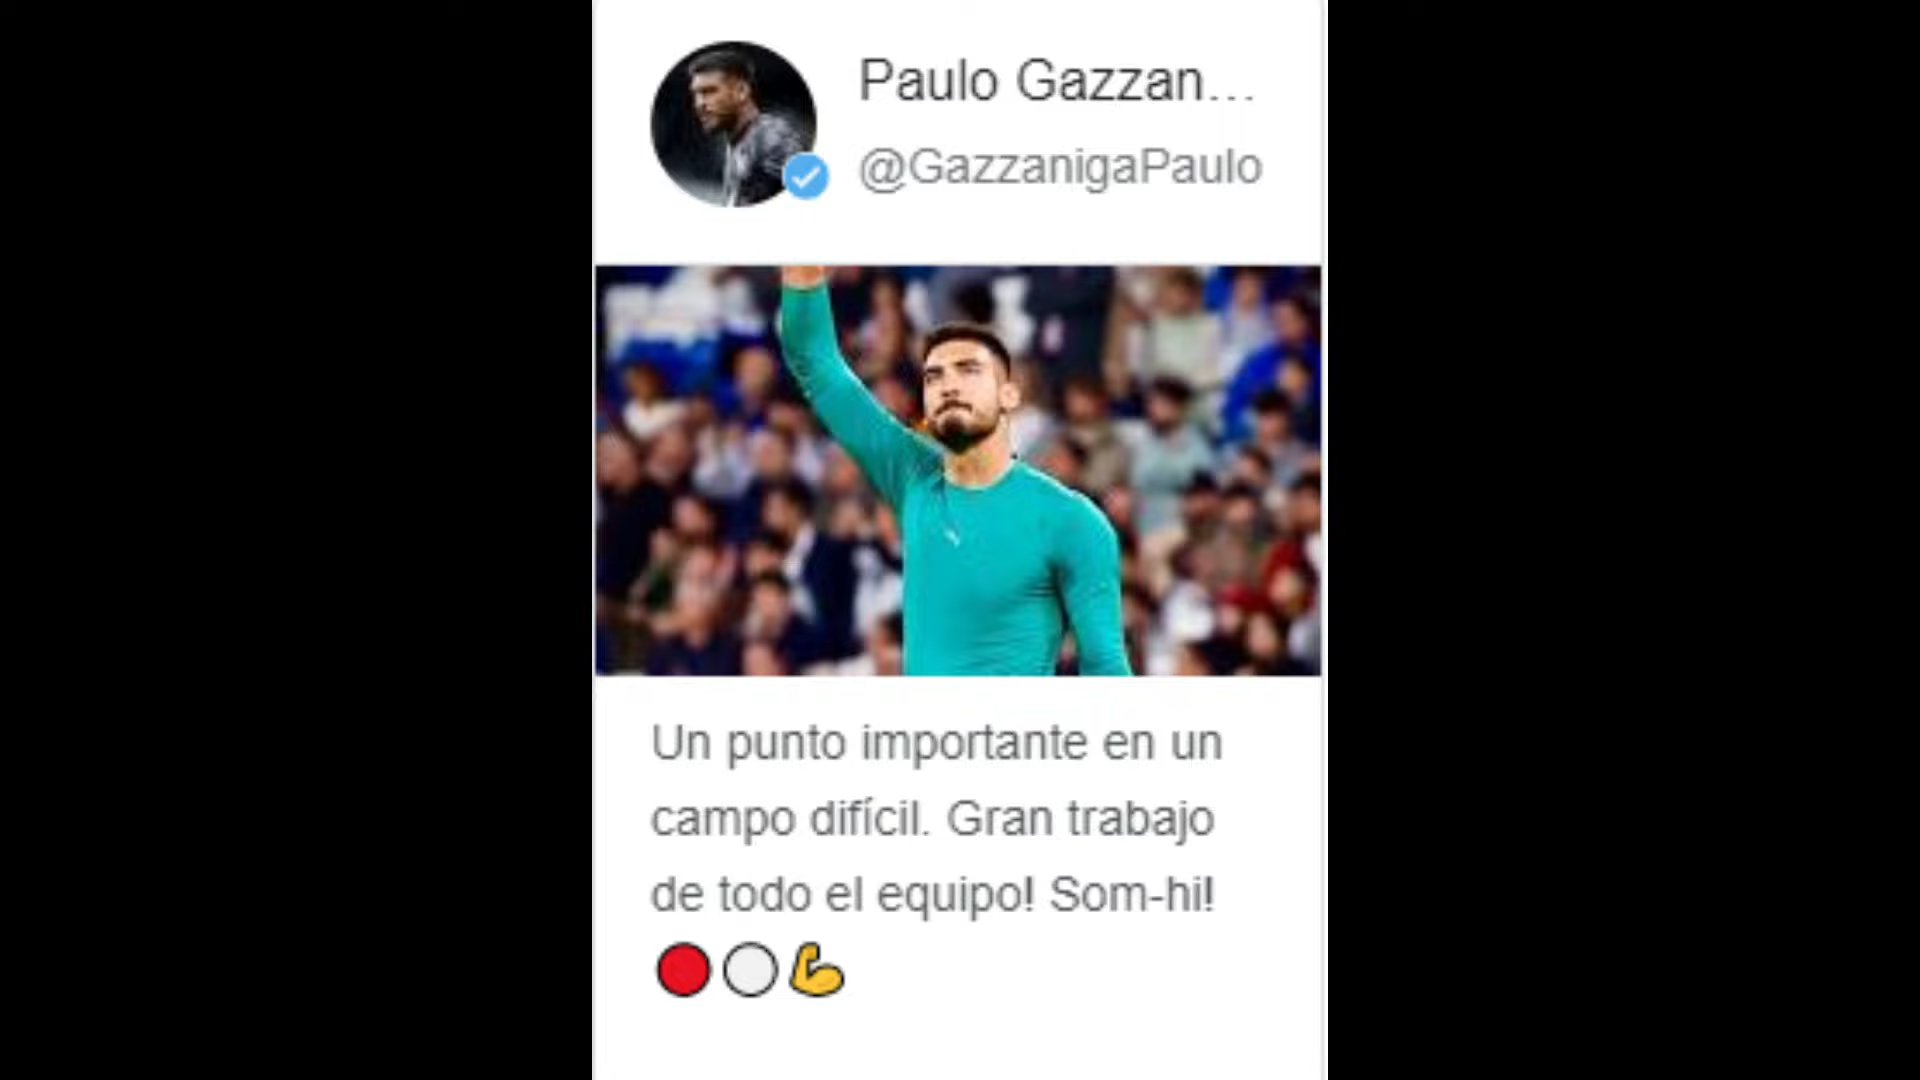 Paulo Gazzan...
@GazzanigaPaulo
Un punto importante en un
campo difícil. Gran trabajo
de todo el equipo! Som-hi!
🔴⚪💪